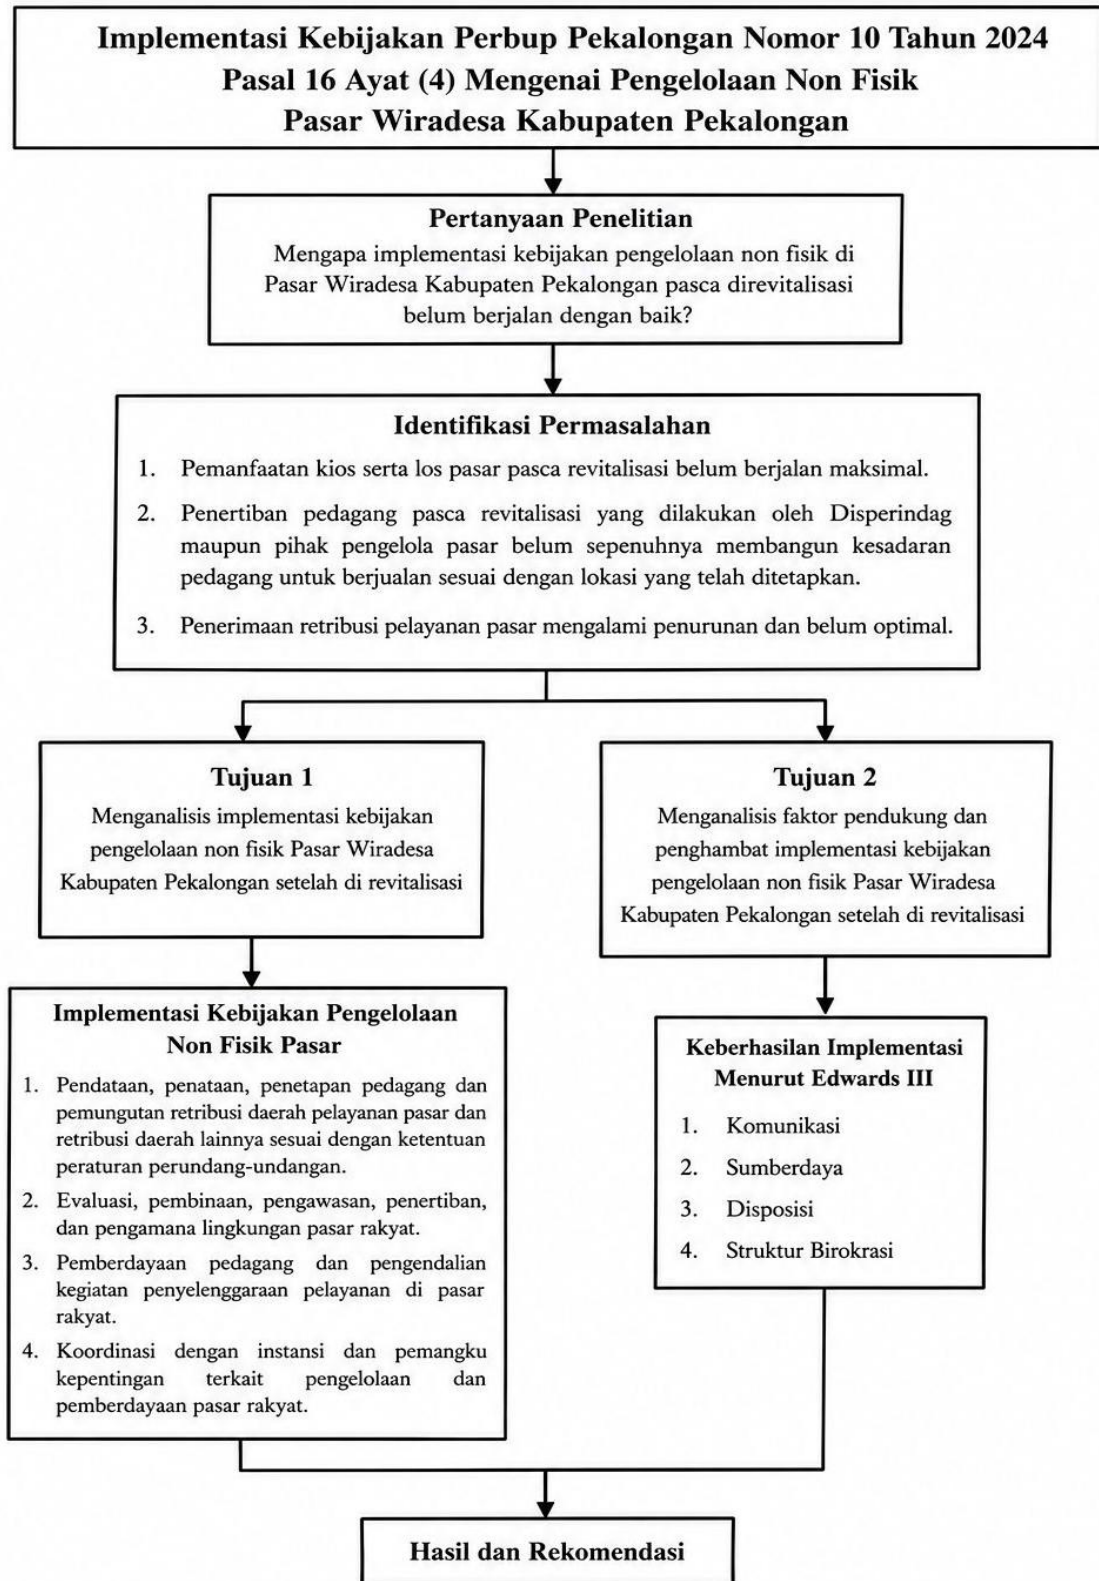 Implementasi Kebijakan Perbup Pekalongan Nomor 10 Tahun 2024
Pasal 16 Ayat (4) Mengenai Pengelolaan Non Fisik
Pasar Wiradesa Kabupaten Pekalongan
Pertanyaan Penelitian
Mengapa implementasi kebijakan pengelolaan non fisik di
Pasar Wiradesa Kabupaten Pekalongan pasca direvitalisasi
belum berjalan dengan baik?
Identifikasi Permasalahan
1. Pemanfaatan kios serta los pasar pasca revitalisasi belum berjalan maksimal.
2. Penertiban pedagang pasca revitalisasi yang dilakukan oleh Disperindag
maupun pihak pengelola pasar belum sepenuhnya membangun kesadaran
pedagang untuk berjualan sesuai dengan lokasi yang telah ditetapkan.
3. Penerimaan retribusi pelayanan pasar mengalami penurunan dan belum optimal.
Tujuan 1
Menganalisis implementasi kebijakan
pengelolaan non fisik Pasar Wiradesa
Kabupaten Pekalongan setelah di revitalisasi
Tujuan 2
Menganalisis faktor pendukung dan
penghambat implementasi kebijakan
pengelolaan non fisik Pasar Wiradesa
Kabupaten Pekalongan setelah di revitalisasi
Implementasi Kebijakan Pengelolaan
Non Fisik Pasar
1. Pendataan, penataan, penetapan pedagang dan
pemungutan retribusi daerah pelayanan pasar dan
retribusi daerah lainnya sesuai dengan ketentuan
peraturan perundang-undangan.
2. Evaluasi, pembinaan, pengawasan, penertiban,
dan pengamana lingkungan pasar rakyat.
3. Pemberdayaan pedagang dan pengendalian
kegiatan penyelenggaraan pelayanan di pasar
rakyat.
4. Koordinasi dengan instansi dan pemangku
kepentingan terkait pengelolaan dan
pemberdayaan pasar rakyat.
Keberhasilan Implementasi
Menurut Edwards III
1. Komunikasi
2. Sumberdaya
3. Disposisi
4. Struktur Birokrasi
Hasil dan Rekomendasi